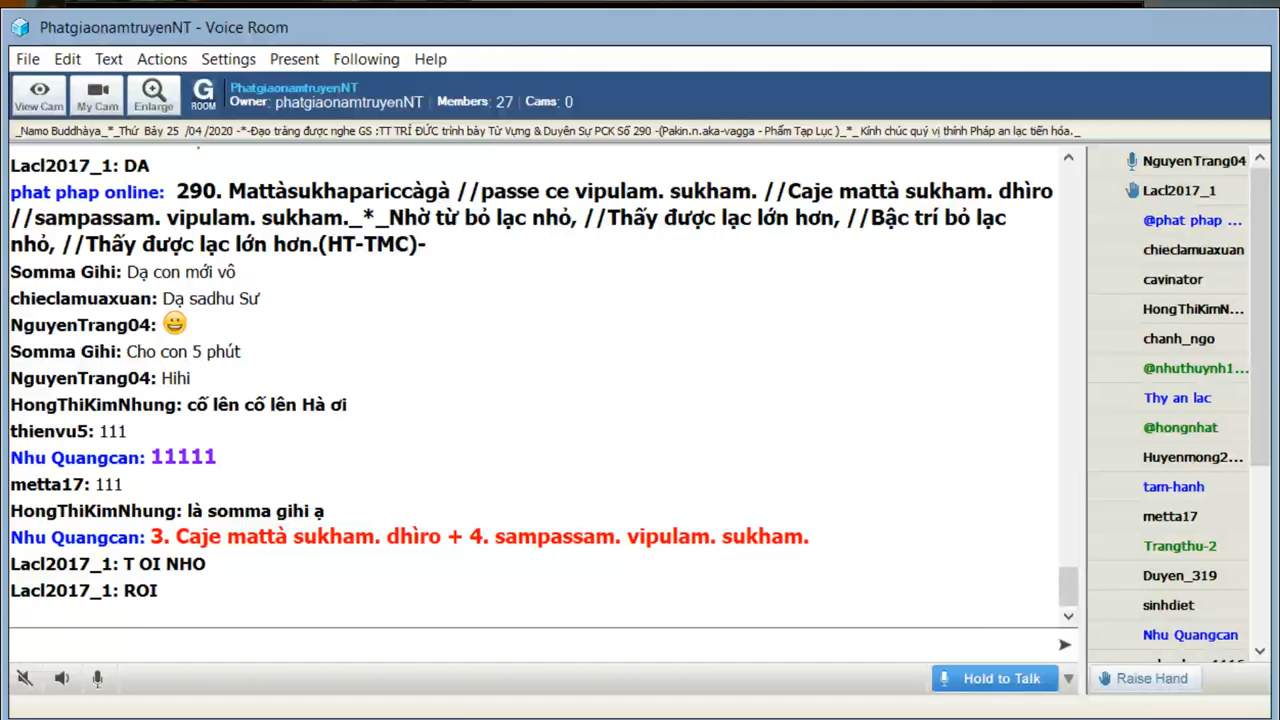 PhatgiaonamtruyenNT - Voice Room
File Edit Text Actions Settings Present Following Help
View Cam My Cam Enlarge G ROOM
PhatgiaonamtruyenNT
Owner: phatgiaonamtruyenNT Members: 27 Cams: 0
_Namo Buddhàya_*_Thứ Bảy 25 /04 /2020 -*-Đạo tràng được nghe GS :TT TRÍ ĐỨC trình bày Từ Vựng & Duyên Sự PCK Số 290 -(Pakin.n.aka-vagga - Phẩm Tạp Lục )_*_ Kính chúc quý vị thính Pháp an lạc tiến hóa._
Lacl2017_1: DA
phat phap online: 290. Mattàsukhapariccàgà //passe ce vipulam. sukham. //Caje mattà sukham. dhìro
//sampassam. vipulam. sukham._*_Nhờ từ bỏ lạc nhỏ, //Thấy được lạc lớn hơn, //Bậc trí bỏ lạc
nhỏ, //Thấy được lạc lớn hơn.(HT-TMC)-
Somma Gihi: Dạ con mới vô
chieclamuaxuan: Dạ sadhu Sư
NguyenTrang04:
Somma Gihi: Cho con 5 phút
NguyenTrang04: Hihi
HongThiKimNhung: cố lên cố lên Hà ơi
thienvu5: 111
Nhu Quangcan: 11111
metta17: 111
HongThiKimNhung: là somma gihi ạ
Nhu Quangcan: 3. Caje mattà sukham. dhìro + 4. sampassam. vipulam. sukham.
Lacl2017_1: T OI NHO
Lacl2017_1: ROI
NguyenTrang04
Lacl2017_1
@phat phap ...
chieclamuaxuan
cavinator
HongThiKimN...
chanh_ngo
@nhuthuynh1...
Thy an lac
@hongnhat
Huyenmong2...
tam-hanh
metta17
Trangthu-2
Duyen_319
sinhdiet
Nhu Quangcan
Hold to Talk
Raise Hand